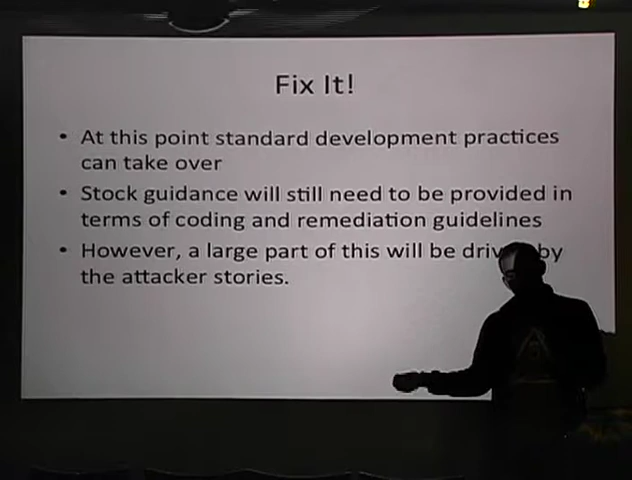 Fix It!
• At this point standard development practices
can take over
• Stock guidance will still need to be provided in
terms of coding and remediation guidelines
• However, a large part of this will be by
the attacker stories.